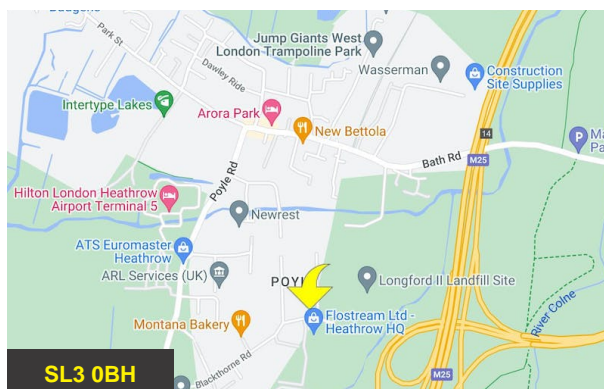 Park St
Dawley Ride
Jump Giants West
London Trampoline Park
Wasserman
Construction
Site Supplies
Intertype Lakes
Arora Park
New Bettola
14
M25
Bath Rd
P
Poyle Rd
Hilton London Heathrow
Airport Terminal 5
Newrest
ATS Euromaster
Heathrow
ARL Services (UK)
Longford II Landfill Site
Flostream Ltd -
Heathrow HQ
River Colne
Montana Bakery
Blackthorne Rd
M25
SL3 0BH